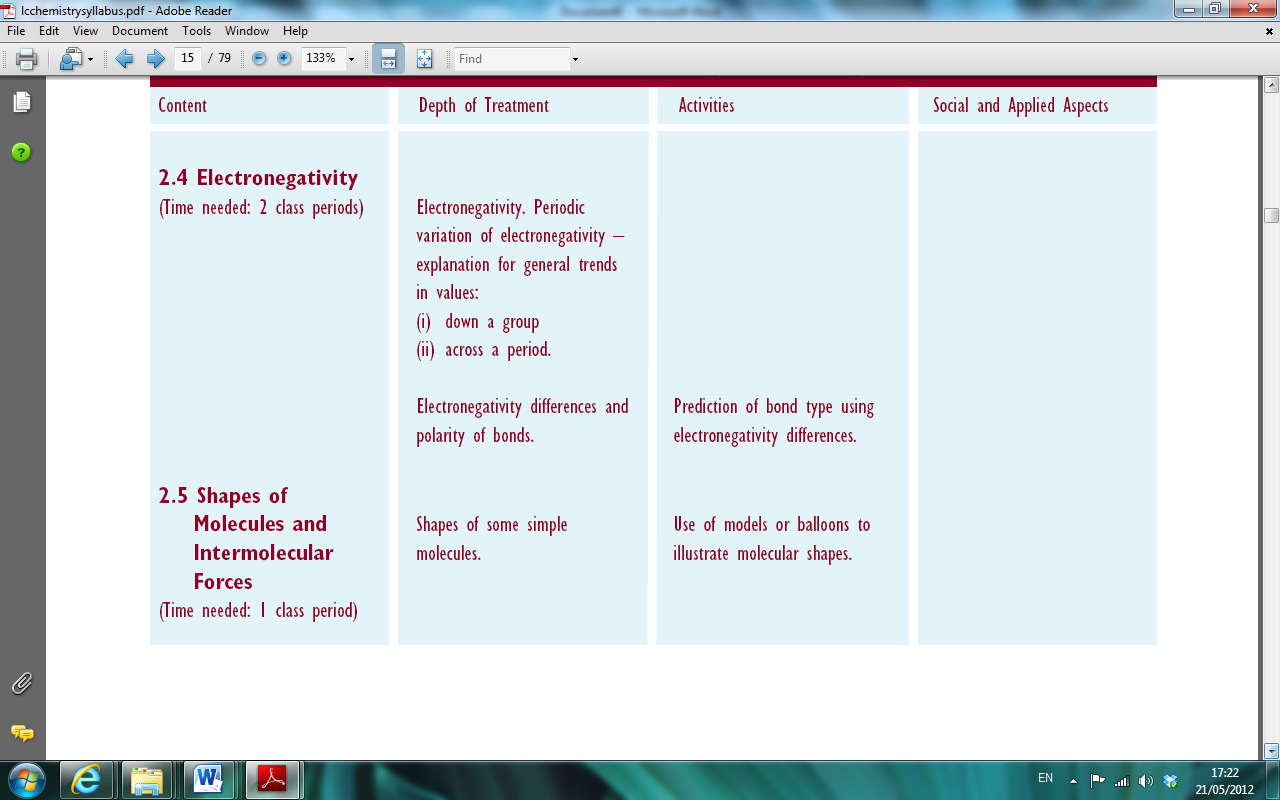 lcchemistrysyllabus.pdf - Adobe Reader
File Edit View Document Tools Window Help
15 / 79 133% Find
Content Depth of Treatment Activities Social and Applied Aspects
2.4 Electronegativity
(Time needed: 2 class periods)
Electronegativity. Periodic
variation of electronegativity –
explanation for general trends
in values:
(i) down a group
(ii) across a period.
Electronegativity differences and
polarity of bonds.
Prediction of bond type using
electronegativity differences.
2.5 Shapes of
Molecules and
Intermolecular
Forces
(Time needed: 1 class period)
Shapes of some simple
molecules.
Use of models or balloons to
illustrate molecular shapes.
EN
17:22
21/05/2012